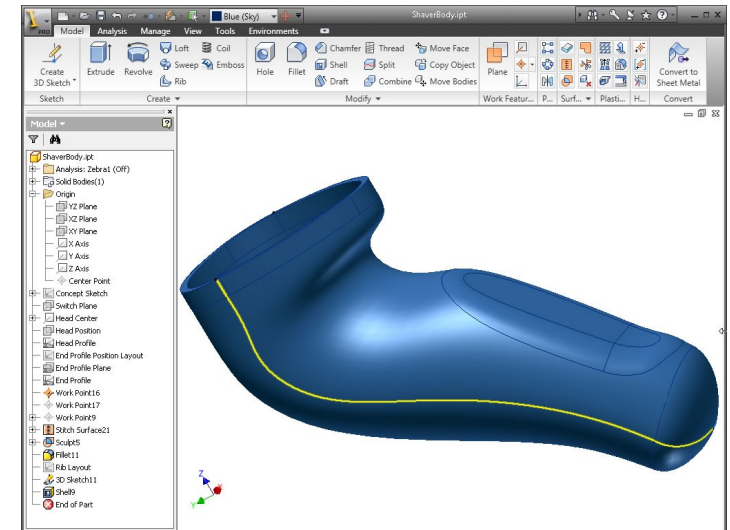 Blue (Sky)
ShaverBody.ipt
PRO Model Analysis Manage View Tools Environments
Create 3D Sketch
Extrude Revolve
Loft Coil
Sweep Emboss
Rib
Hole Fillet
Chamfer Thread Move Face
Shell Split Copy Object
Draft Combine Move Bodies
Plane
Convert to Sheet Metal
Sketch Create Modify Work Featur... P... Surf... Plasti... H... Convert
Model
ShaverBody.ipt
Analysis: Zebra1 (Off)
Solid Bodies(1)
Origin
YZ Plane
XZ Plane
XY Plane
X Axis
Y Axis
Z Axis
Center Point
Concept Sketch
Switch Plane
Head Center
Head Position
Head Profile
End Profile Position Layout
End Profile Plane
End Profile
Work Point16
Work Point17
Work Point9
Stitch Surface21
Sculpt5
Fillet11
Rib Layout
3D Sketch11
Shell9
End of Part
Z
Y
X